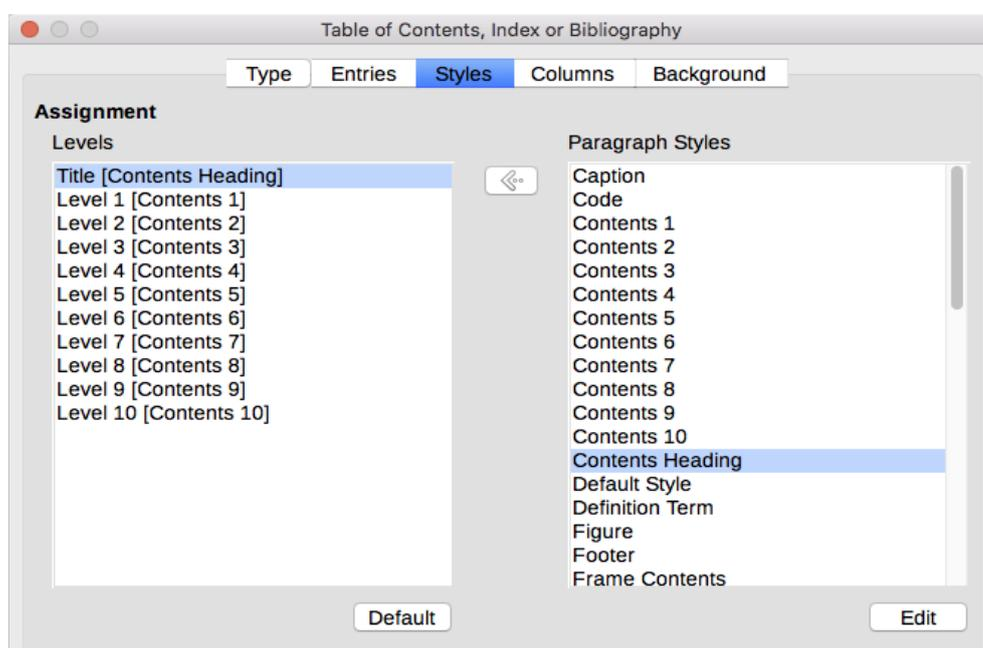 Table of Contents, Index or Bibliography
Type Entries Styles Columns Background
Assignment
Levels
Title [Contents Heading]
Level 1 [Contents 1]
Level 2 [Contents 2]
Level 3 [Contents 3]
Level 4 [Contents 4]
Level 5 [Contents 5]
Level 6 [Contents 6]
Level 7 [Contents 7]
Level 8 [Contents 8]
Level 9 [Contents 9]
Level 10 [Contents 10]
Default
Paragraph Styles
Caption
Code
Contents 1
Contents 2
Contents 3
Contents 4
Contents 5
Contents 6
Contents 7
Contents 8
Contents 9
Contents 10
Contents Heading
Default Style
Definition Term
Figure
Footer
Frame Contents
Edit